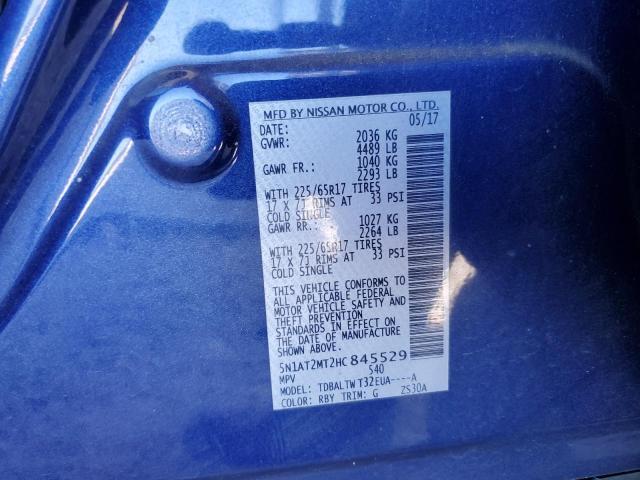 MFD BY NISSAN MOTOR CO., LTD.
DATE: 05/17
GVWR: 2036 KG
4489 LB
GAWR FR.: 1040 KG
2293 LB
WITH 225/65R17 TIRES
17 X 7J RIMS AT 33 PSI
COLD SINGLE
GAWR RR.: 1027 KG
2264 LB
WITH 225/65R17 TIRES
17 X 7J RIMS AT 33 PSI
COLD SINGLE
THIS VEHICLE CONFORMS TO
ALL APPLICABLE FEDERAL
MOTOR VEHICLE SAFETY AND
THEFT PREVENTION
STANDARDS IN EFFECT ON
THE DATE OF MANUFACTURE
SHOWN ABOVE.
5N1AT2MT2HC 845529
MPV 540
MODEL: TDBALTW T32EUA----A
COLOR: RBY TRIM: G ZS30A